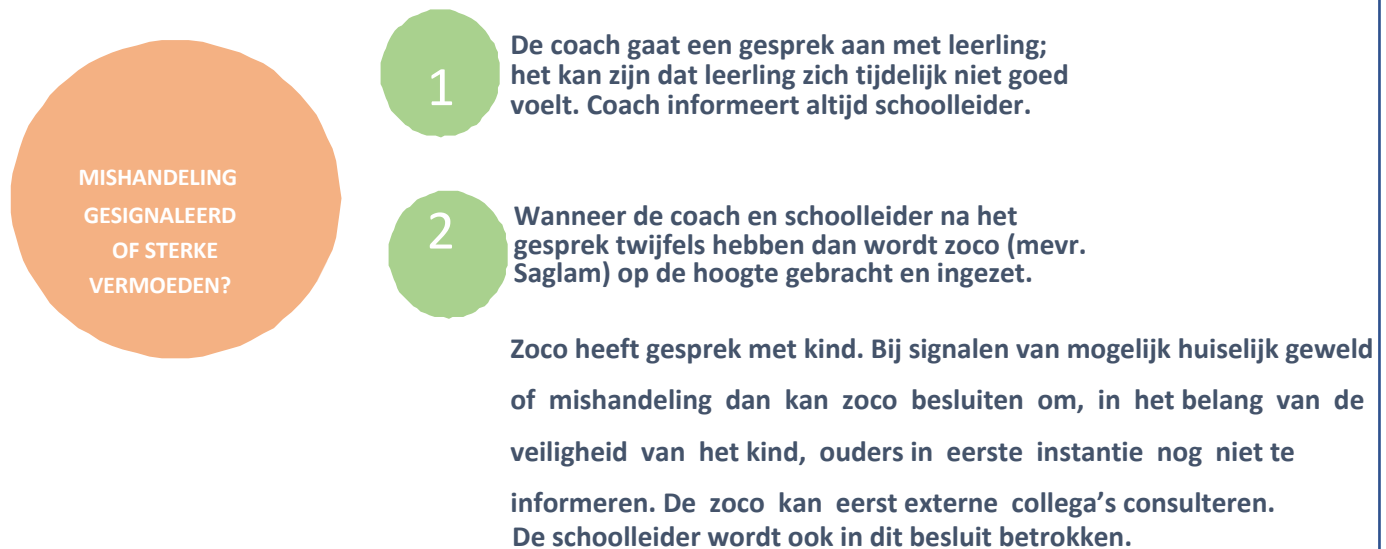 MISHANDELING
GESIGNALEERD
OF STERKE
VERMOEDEN?
1
De coach gaat een gesprek aan met leerling;
het kan zijn dat leerling zich tijdelijk niet goed
voelt. Coach informeert altijd schoolleider.
2
Wanneer de coach en schoolleider na het
gesprek twijfels hebben dan wordt zoco (mevr.
Saglam) op de hoogte gebracht en ingezet.
Zoco heeft gesprek met kind. Bij signalen van mogelijk huiselijk geweld
of mishandeling dan kan zoco besluiten om, in het belang van de
veiligheid van het kind, ouders in eerste instantie nog niet te
informeren. De zoco kan eerst externe collega's consulteren.
De schoolleider wordt ook in dit besluit betrokken.